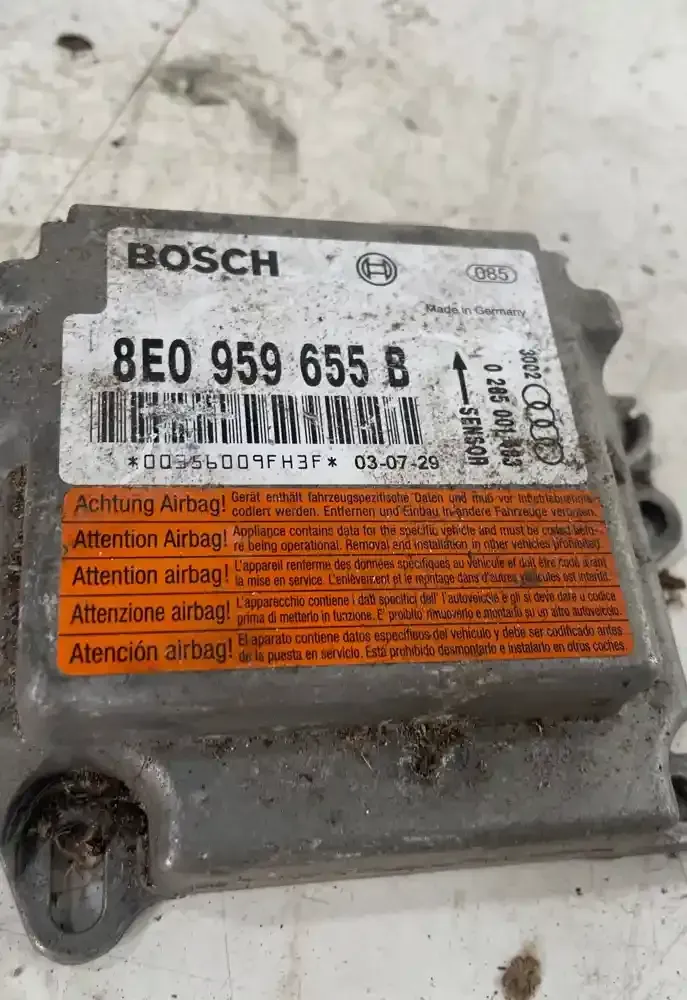 BOSCH
085
Made in Germany
8E0 959 655 B
3002
0 285 001
SENSOR
*00356009FH3F* 03-07-29
Achtung Airbag! Gerät enthält fahrzeugspezifische Daten und muß vor Inbetriebnahme
codiert werden. Entfernen und Einbau in andere Fahrzeuge verboten.
Attention Airbag! Appliance contains data for the specific vehicle and must be coded befo-
re being operational. Removal and installation in other vehicles prohibited.
Attention airbag! L'appareil renferme des données spécifiques au véhicule et doit être codé avant
la mise en service. L'enlèvement et le montage dans d'autres véhicules est interdit.
Attenzione airbag! L'apparecchio contiene i dati specifici dell'autoveicolo e gli si deve dare u codice
prima di metterlo in funzione. E' proibito rimuoverlo e montarlo su un altro autoveicolo.
Atención airbag! El aparato contiene datos específicos del vehículo y debe ser codificado antes
de la puesta en servicio. Está prohibido desmontarlo e instalarlo en otros coches.